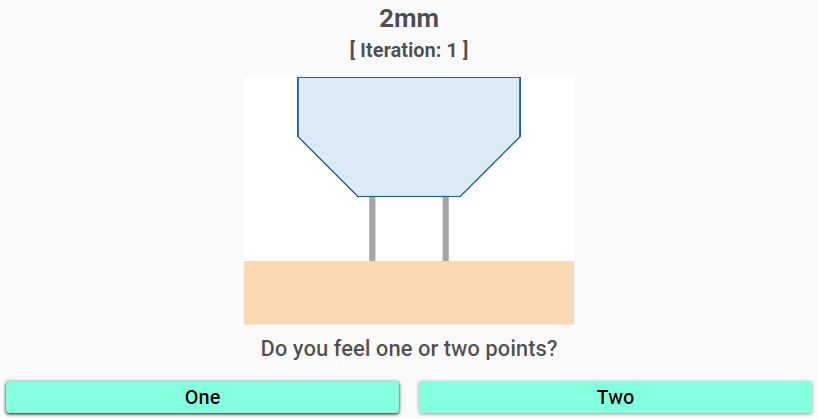 2mm
[ Iteration: 1 ]
Do you feel one or two points?
One
Two